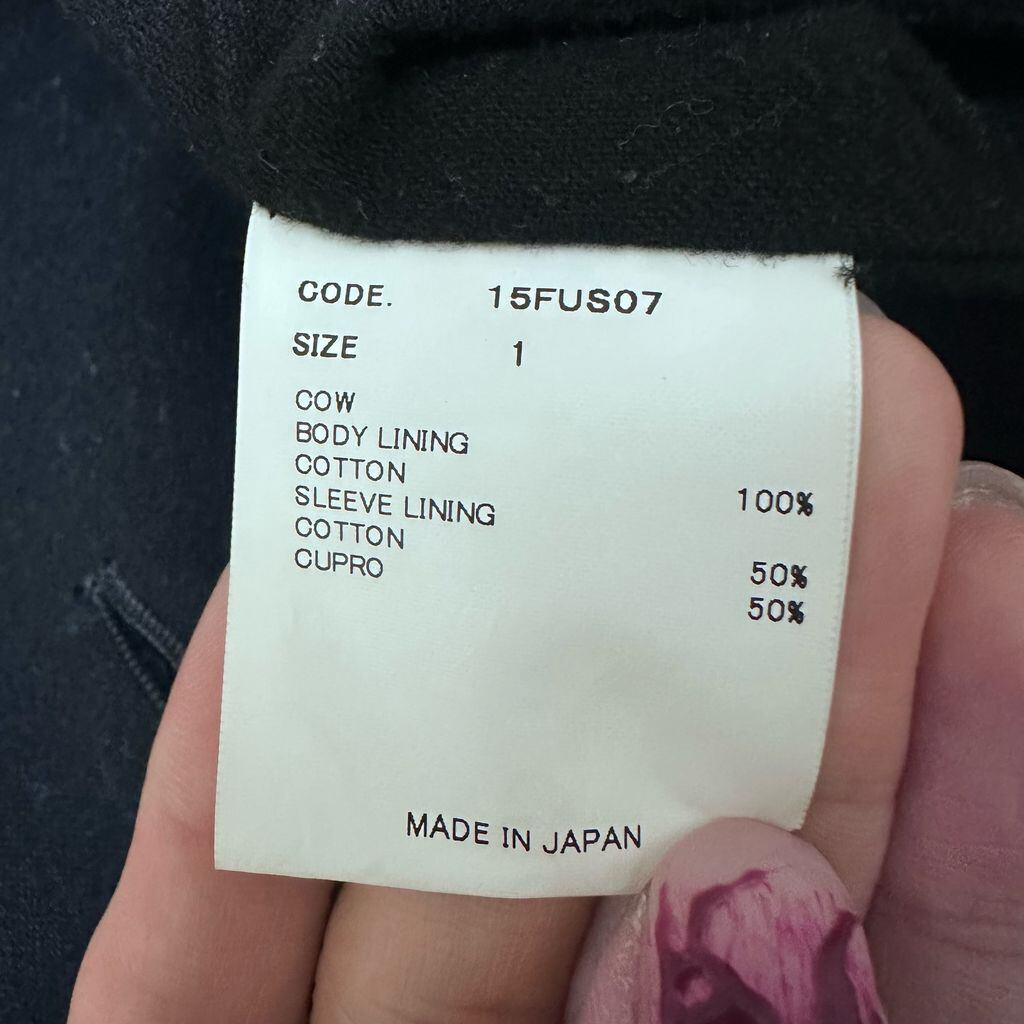 CODE. 15FUS07
SIZE 1
COW
BODY LINING
COTTON 100%
SLEEVE LINING
COTTON 50%
CUPRO 50%
MADE IN JAPAN